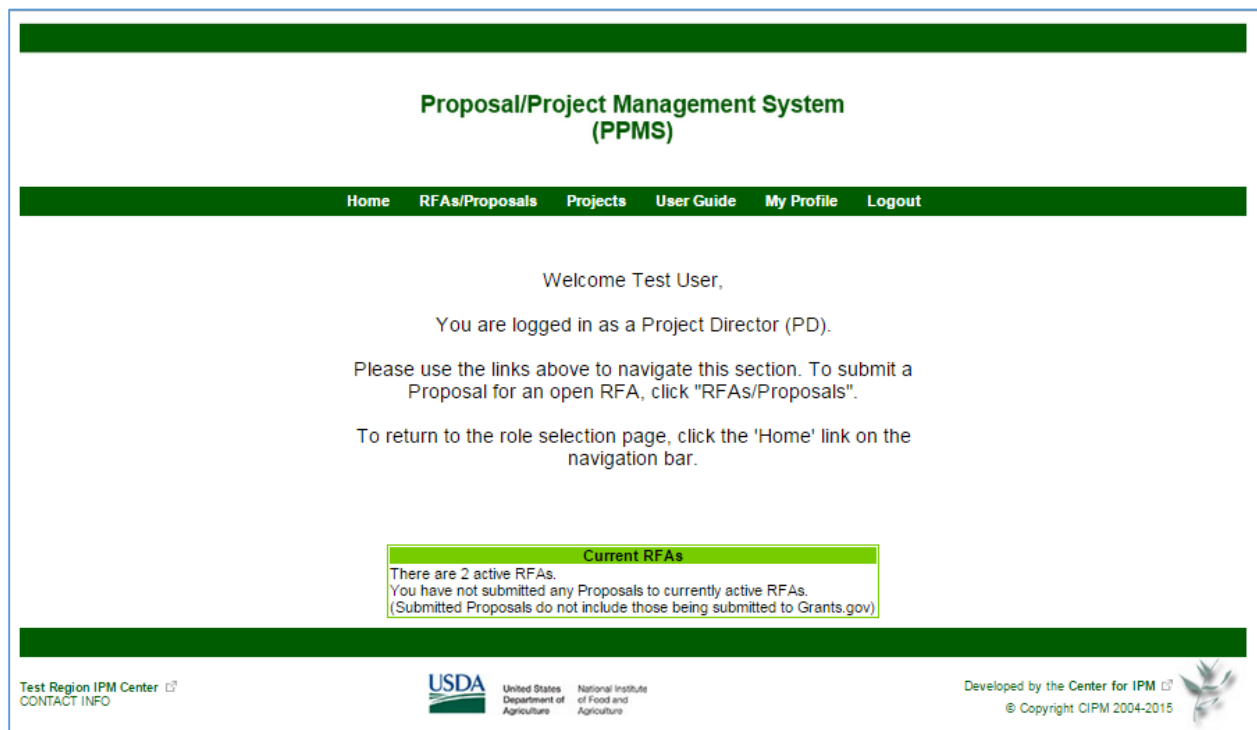 Proposal/Project Management System
(PPMS)
Home RFAs/Proposals Projects User Guide My Profile Logout
Welcome Test User,
You are logged in as a Project Director (PD).
Please use the links above to navigate this section. To submit a
Proposal for an open RFA, click "RFAs/Proposals".
To return to the role selection page, click the 'Home' link on the
navigation bar.
Current RFAs
There are 2 active RFAs.
You have not submitted any Proposals to currently active RFAs.
(Submitted Proposals do not include those being submitted to Grants.gov)
Test Region IPM Center
CONTACT INFO
USDA
United States
Department of
Agriculture
National Institute
of Food and
Agriculture
Developed by the Center for IPM
© Copyright CIPM 2004-2015